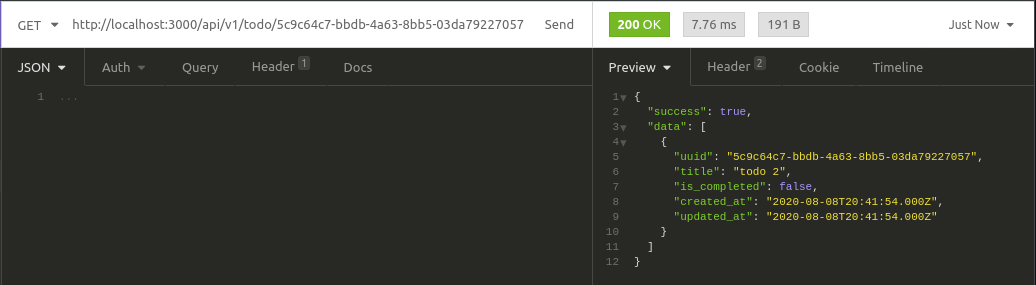 GET http://localhost:3000/api/v1/todo/5c9c64c7-bbdb-4a63-8bb5-03da79227057 Send 200 OK 7.76 ms 191 B Just Now
JSON Auth Query Header 1 Docs Preview Header 2 Cookie Timeline
1 ...
1 {
2 "success": true,
3 "data": [
4 {
5 "uuid": "5c9c64c7-bbdb-4a63-8bb5-03da79227057",
6 "title": "todo 2",
7 "is_completed": false,
8 "created_at": "2020-08-08T20:41:54.000Z",
9 "updated_at": "2020-08-08T20:41:54.000Z"
10 }
11 ]
12 }